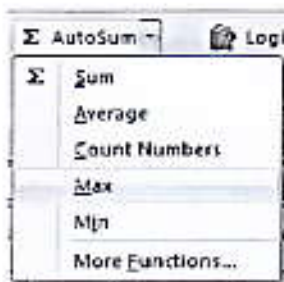 Σ AutoSum Logi
Σ Sum
Average
Count Numbers
Max
Min
More Functions...